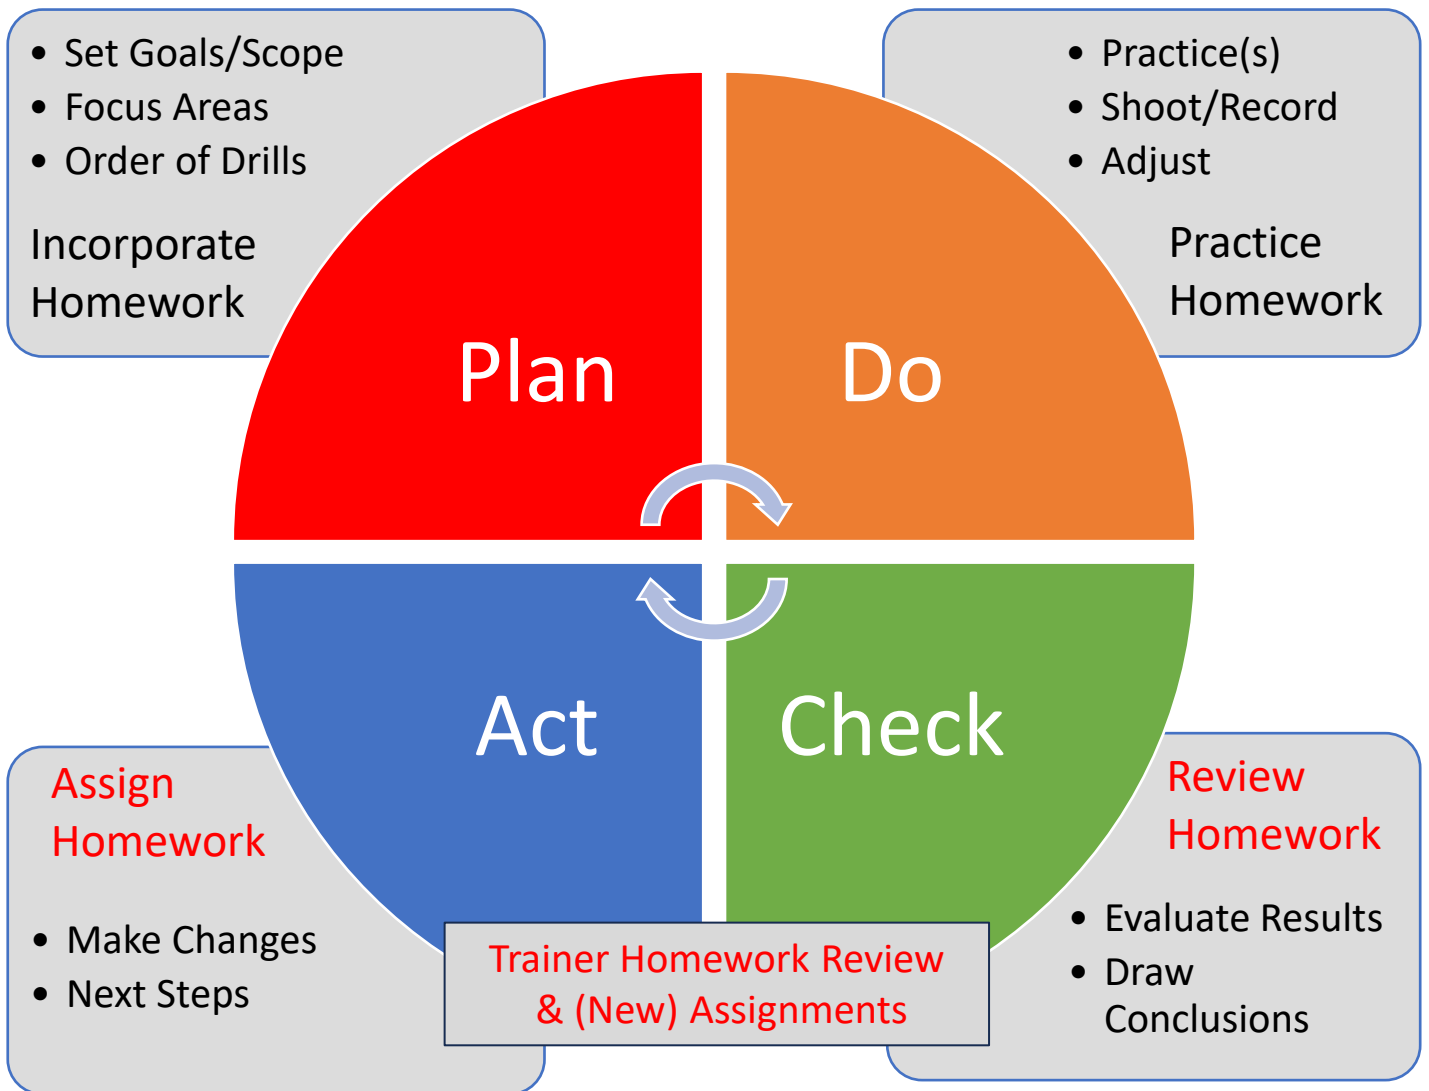 • Set Goals/Scope
• Focus Areas
• Order of Drills
Incorporate
Homework
• Practice(s)
• Shoot/Record
• Adjust
Practice
Homework
Plan
Do
Act
Check
Assign
Homework
• Make Changes
• Next Steps
Trainer Homework Review
& (New) Assignments
Review
Homework
• Evaluate Results
• Draw
Conclusions